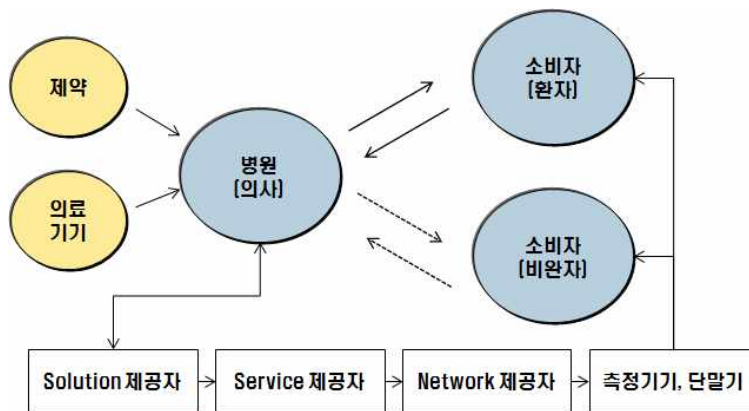 제약
의료
기기
병원
(의사)
소비자
(환자)
소비자
(비완자)
Solution 제공자
Service 제공자
Network 제공자
측정기기, 단말기